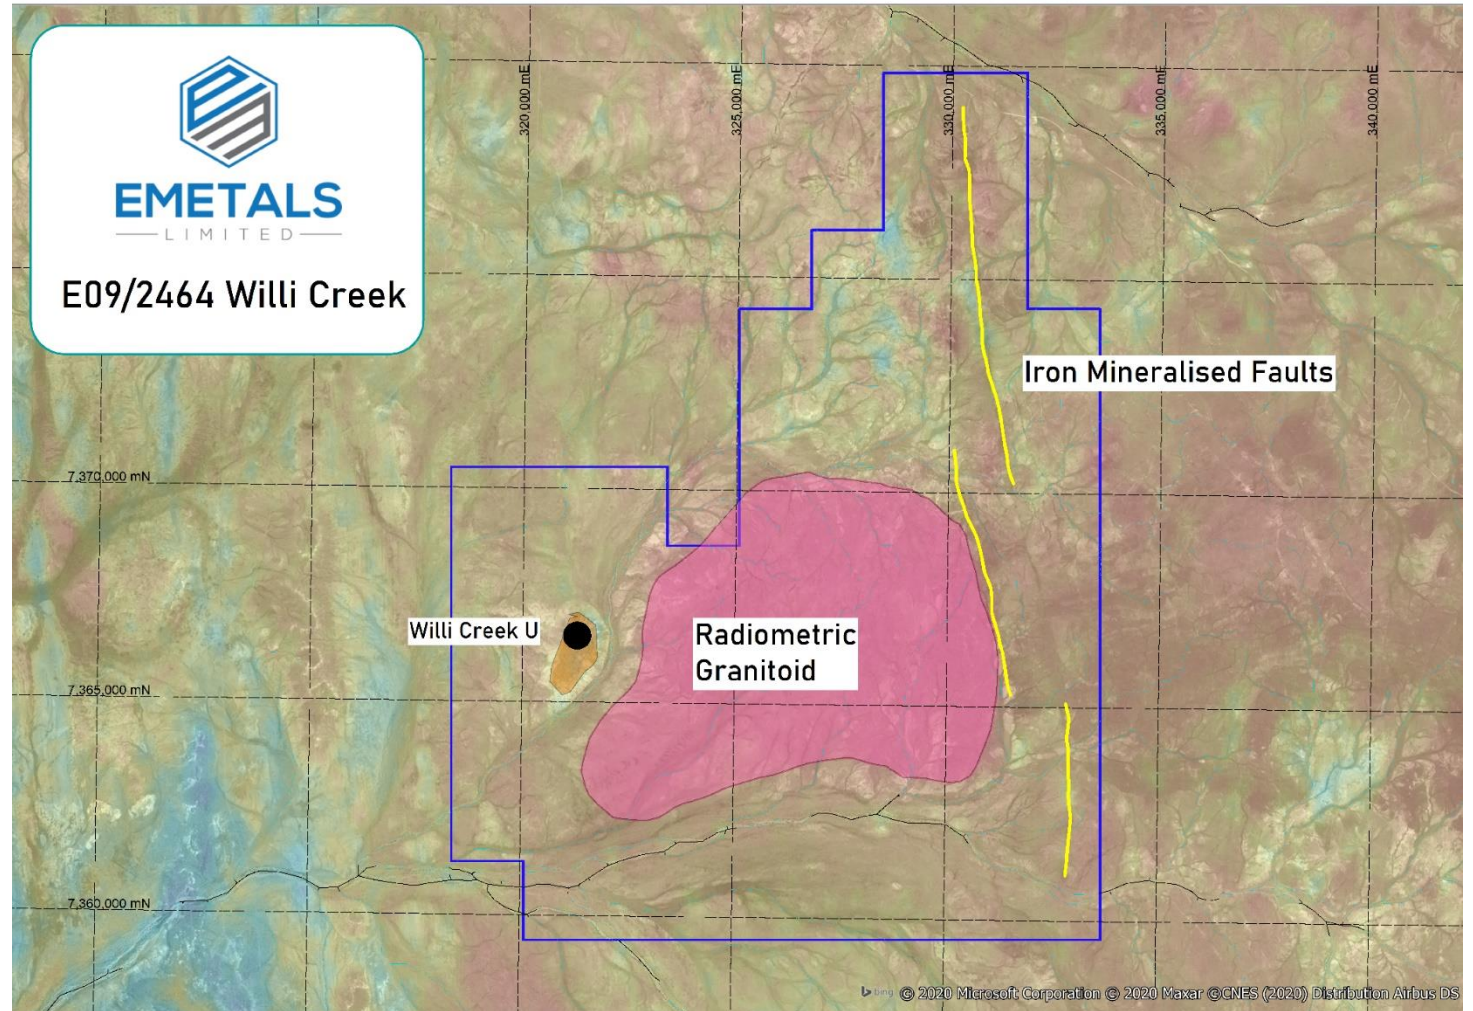 EMETALS
LIMITED
E09/2464 Willi Creek
320,000 mE
325,000 mE
330,000 mE
335,000 mE
340,000 mE
Iron Mineralised Faults
7,370,000 mN
Willi Creek U
Radiometric
Granitoid
7,365,000 mN
7,360,000 mN
bing © 2020 Microsoft Corporation © 2020 Maxar ©CNES (2020) Distribution Airbus DS